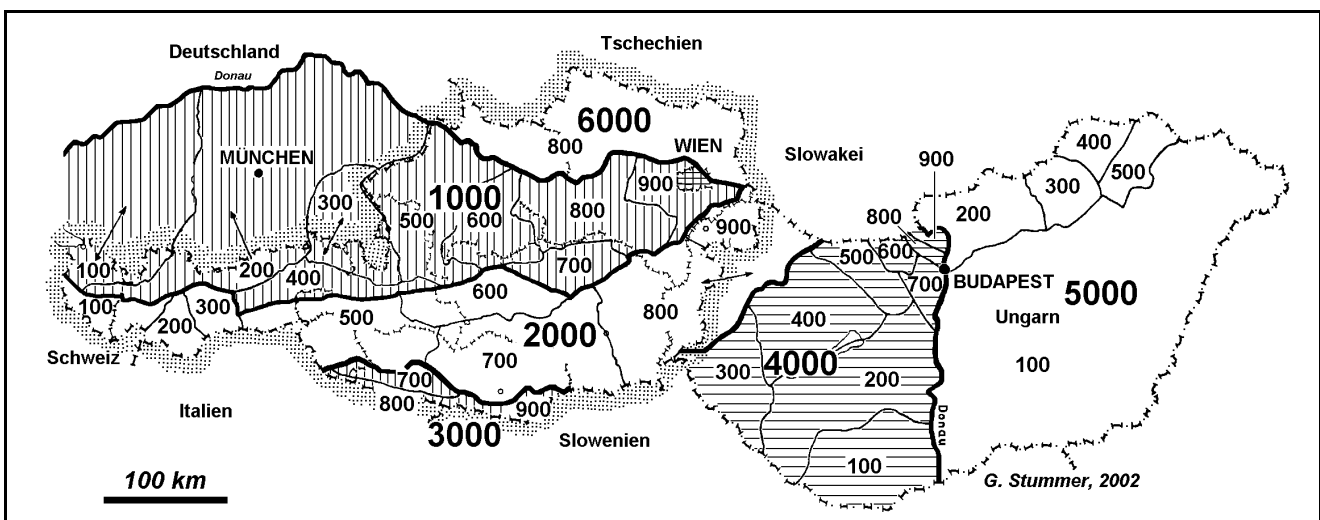 Deutschland
Tschechien
Donau
6000
MÜNCHEN
800
WIEN
Slowakei
900
400
500
300
900
300
1000
500
600
800
800
200
900
600
500
100
200
400
700
700
BUDAPEST
5000
100
300
600
800
Ungarn
200
500
2000
400
Schweiz
700
4000
300
200
100
700
800
900
Italien
3000
Slowenien
Donau
100
100 km
G. Stummer, 2002